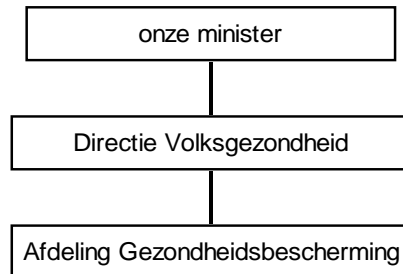 onze minister
Directie Volksgezondheid
Afdeling Gezondheidsbescherming